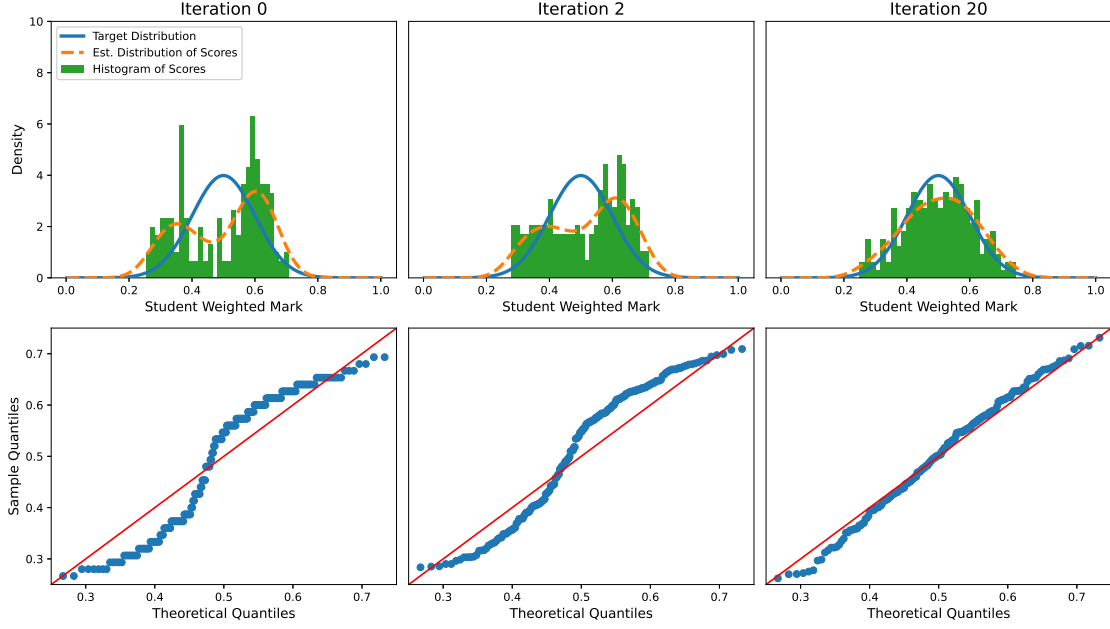 Iteration 0
Iteration 2
Iteration 20
Target Distribution
Est. Distribution of Scores
Histogram of Scores
Density
10
8
6
4
2
0
0.0 0.2 0.4 0.6 0.8 1.0
0.0 0.2 0.4 0.6 0.8 1.0
0.0 0.2 0.4 0.6 0.8 1.0
Student Weighted Mark
Student Weighted Mark
Student Weighted Mark
Sample Quantiles
0.7
0.6
0.5
0.4
0.3
0.3 0.4 0.5 0.6 0.7
0.3 0.4 0.5 0.6 0.7
0.3 0.4 0.5 0.6 0.7
Theoretical Quantiles
Theoretical Quantiles
Theoretical Quantiles